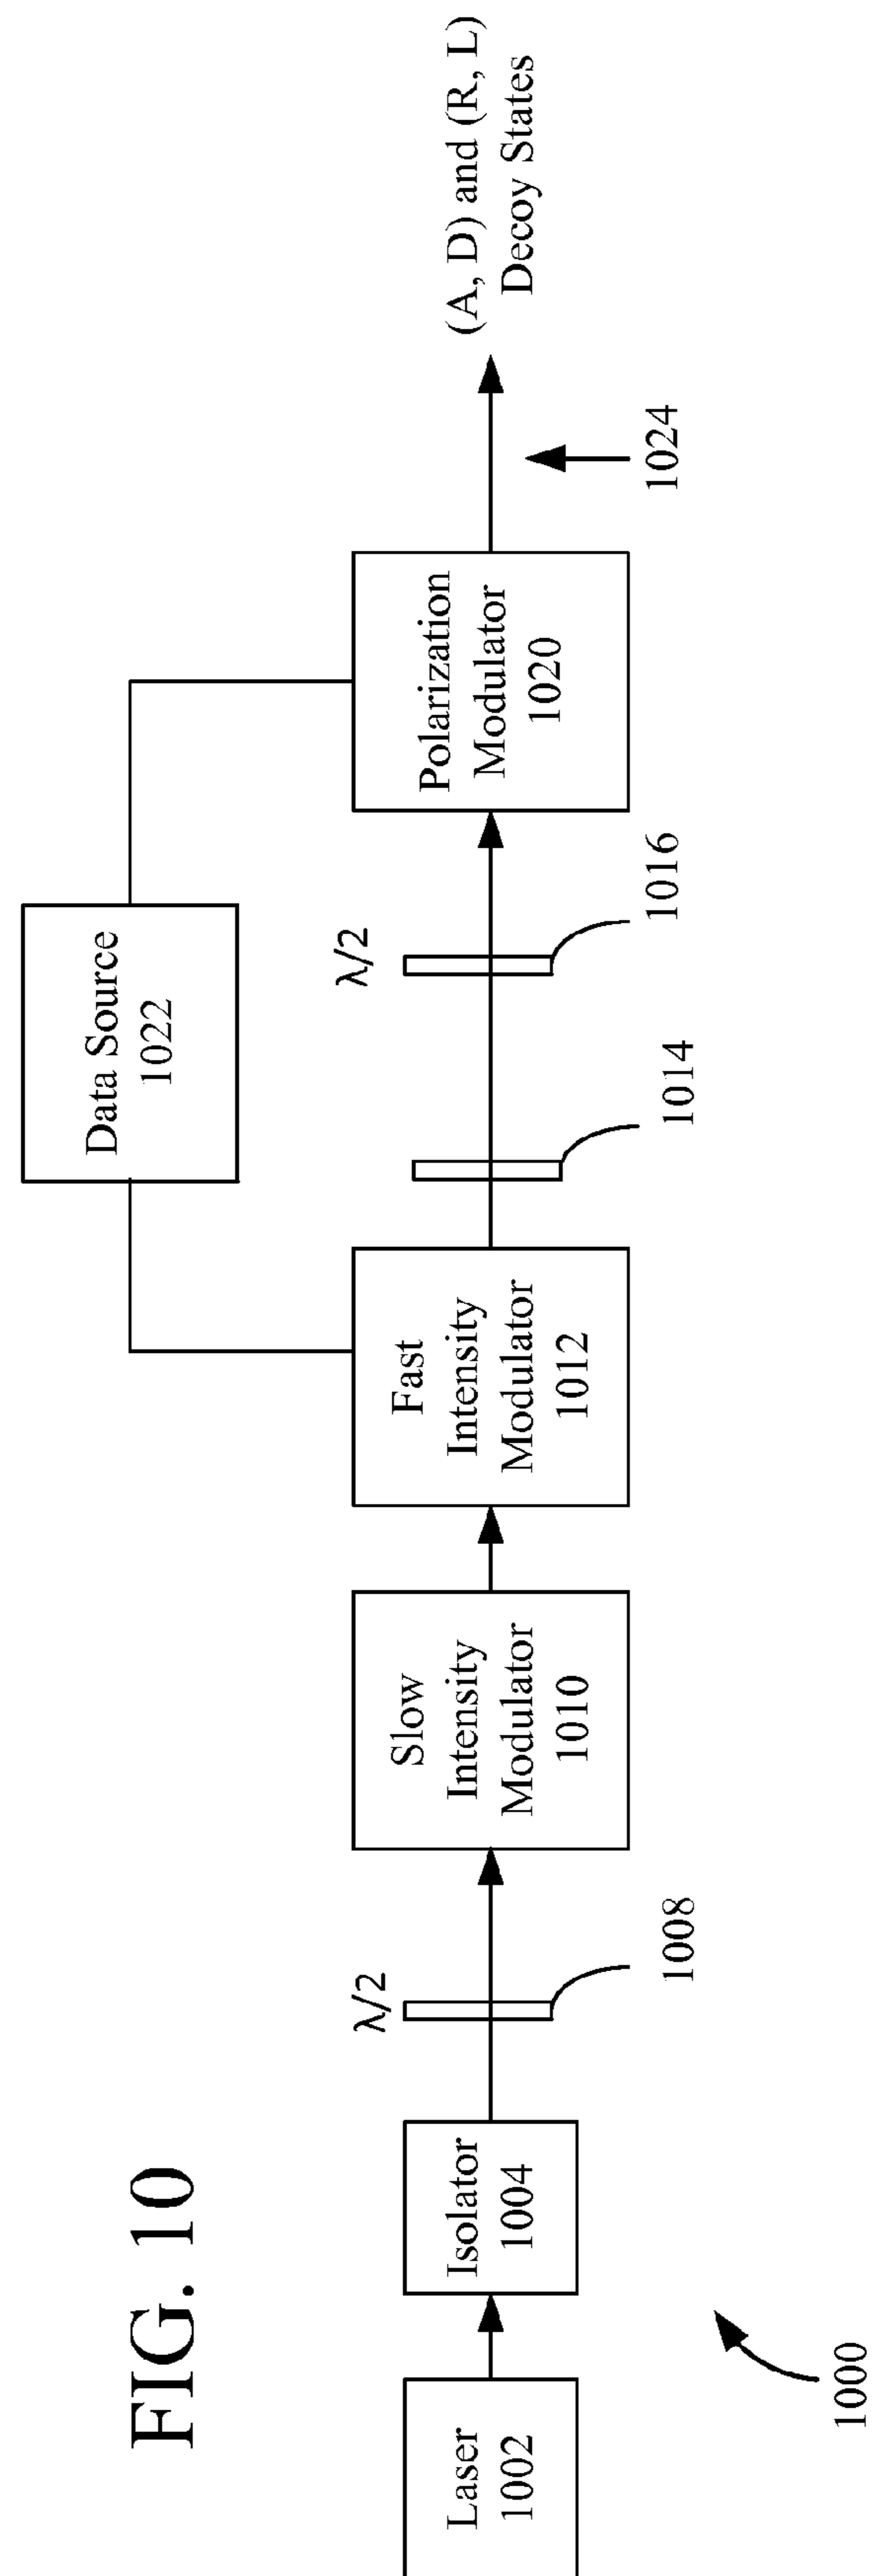 FIG. 10
Laser
1002
Isolator
1004
λ/2
1008
Slow
Intensity
Modulator
1010
Fast
Intensity
Modulator
1012
Data Source
1022
1014
λ/2
1016
Polarization
Modulator
1020
1024
(A, D) and (R, L)
Decoy States
1000